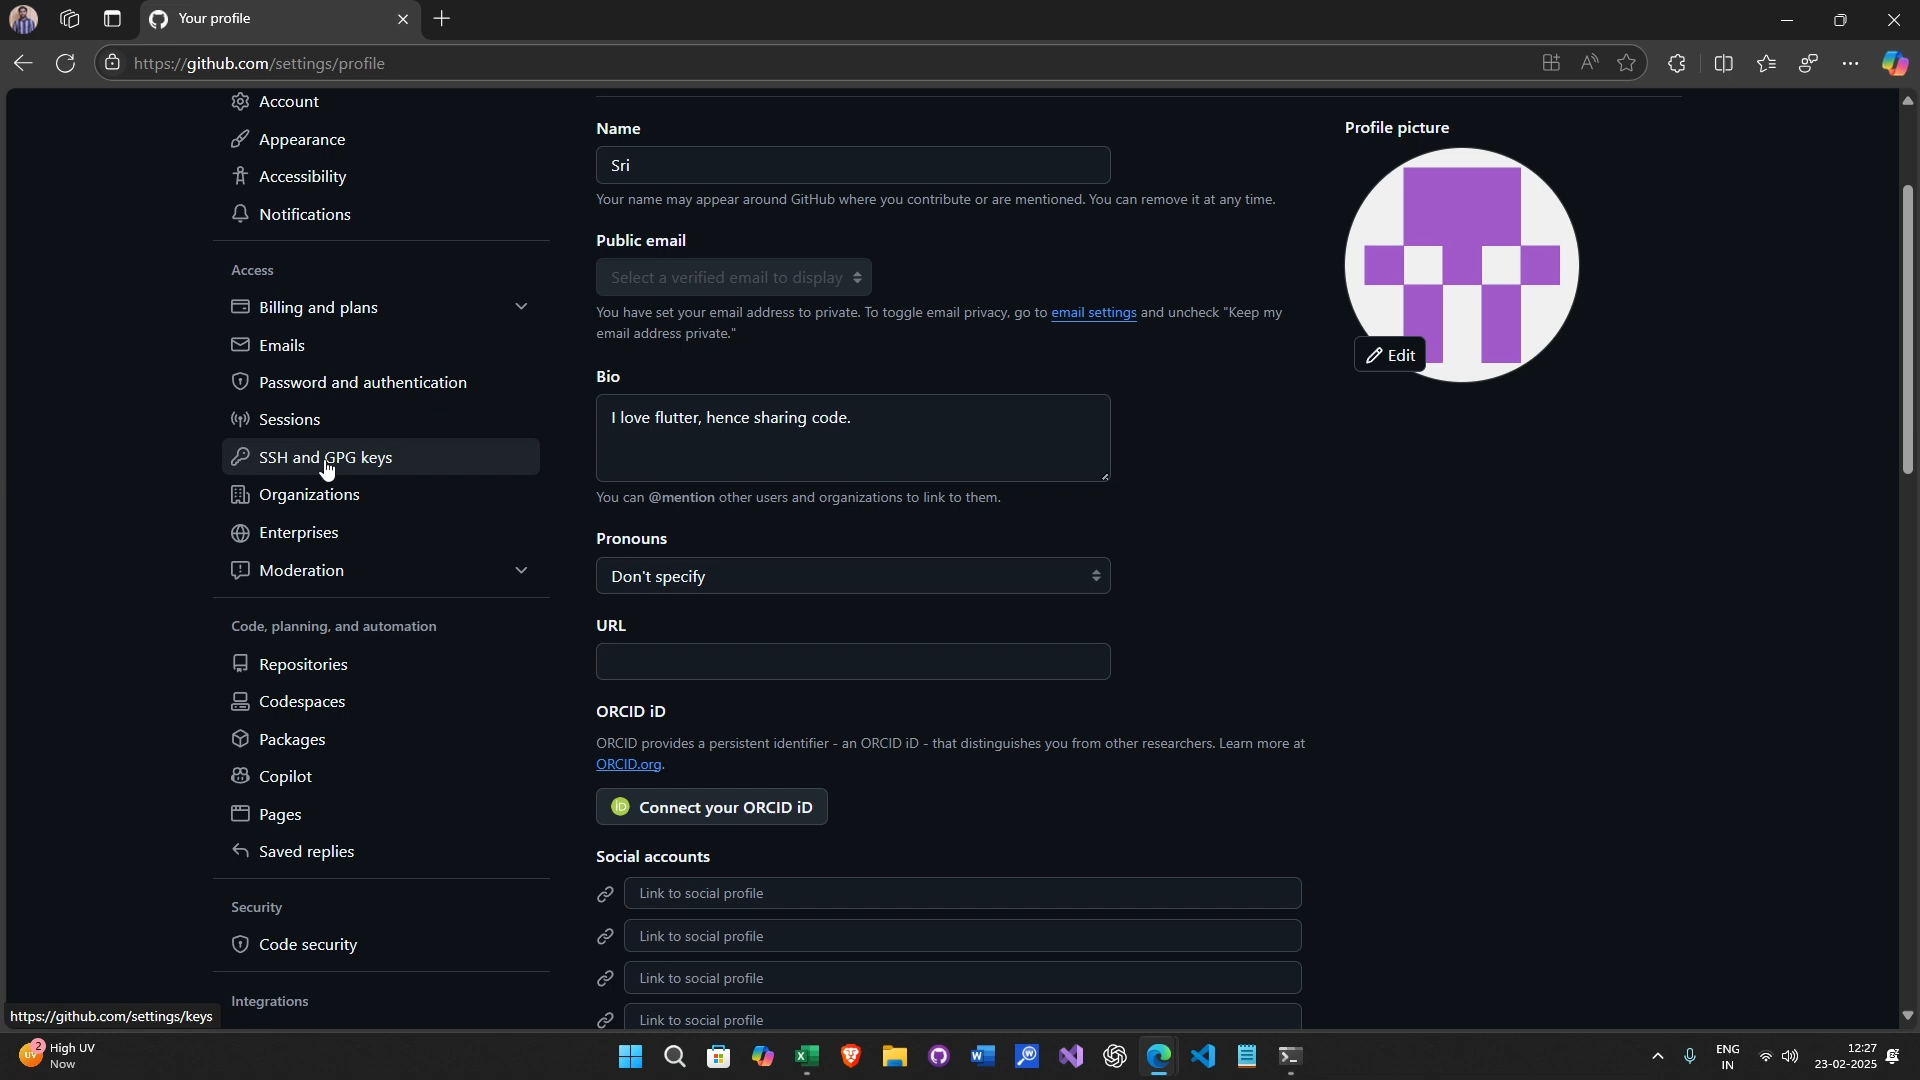 Your profile
https://github.com/settings/profile
Account
Appearance
Accessibility
Notifications
Access
Billing and plans
Emails
Password and authentication
Sessions
SSH and GPG keys
Organizations
Enterprises
Moderation
Code, planning, and automation
Repositories
Codespaces
Packages
Copilot
Pages
Saved replies
Security
Code security
Integrations
https://github.com/settings/keys
Name
Sri
Your name may appear around GitHub where you contribute or are mentioned. You can remove it at any time.
Public email
Select a verified email to display
You have set your email address to private. To toggle email privacy, go to email settings and uncheck "Keep my
email address private."
Bio
I love flutter, hence sharing code.
You can @mention other users and organizations to link to them.
Pronouns
Don't specify
URL
ORCID iD
ORCID provides a persistent identifier - an ORCID iD - that distinguishes you from other researchers. Learn more at
ORCID.org.
iD Connect your ORCID iD
Social accounts
Link to social profile
Link to social profile
Link to social profile
Link to social profile
Profile picture
Edit
2
UV
High UV
Now
ENG
IN
12:27
23-02-2025